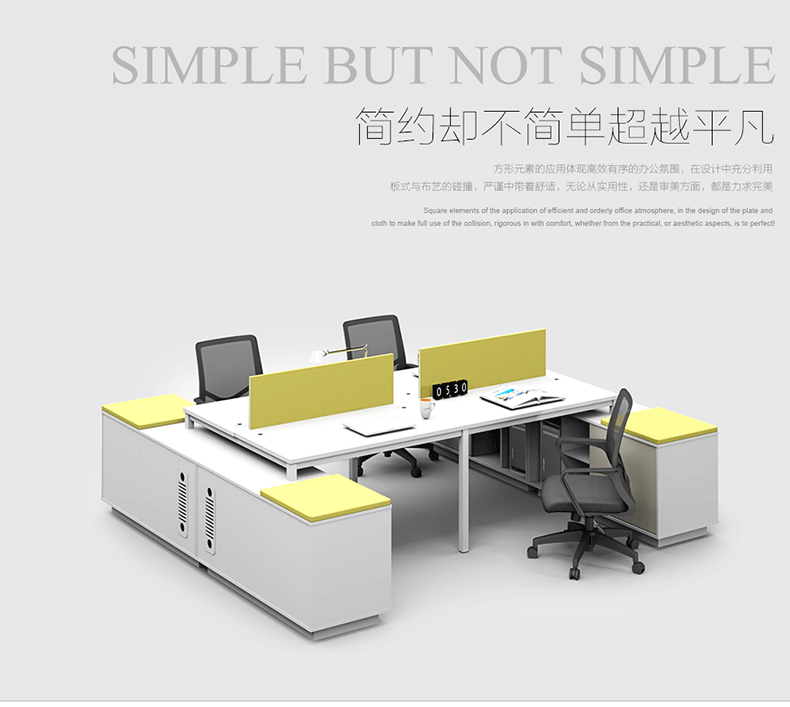 SIMPLE BUT NOT SIMPLE
简约却不简单超越平凡
方形元素的应用体现高效有序的办公氛围，在设计中充分利用
板式与布艺的碰撞，严谨中带着舒适，无论从实用性，还是审美方面，都是力求完美
Square elements of the application of efficient and orderly office atmosphere, in the design of the plate and
cloth to make full use of the collision, rigorous in with comfort, whether from the practical, or aesthetic aspects, is to perfect!
0530